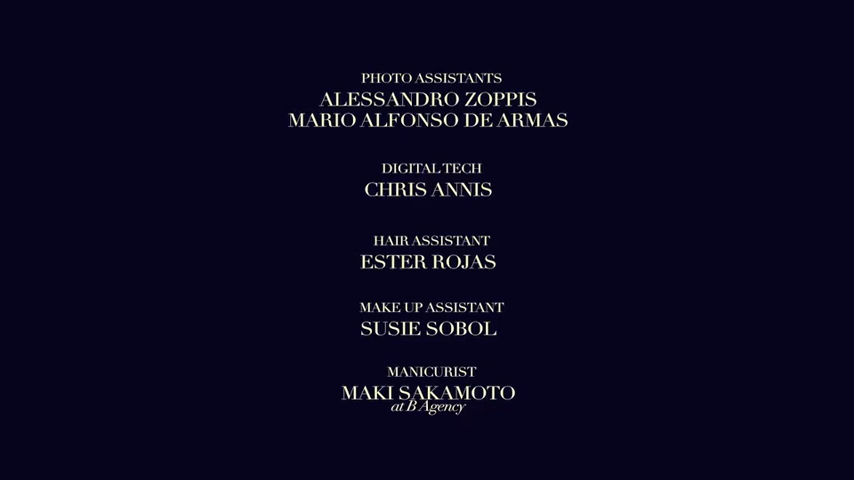 PHOTO ASSISTANTS
ALESSANDRO ZOPPIS
MARIO ALFONSO DE ARMAS
DIGITAL TECH
CHRIS ANNIS
HAIR ASSISTANT
ESTER ROJAS
MAKE UP ASSISTANT
SUSIE SOBOL
MANICURIST
MAKI SAKAMOTO
at B Agency